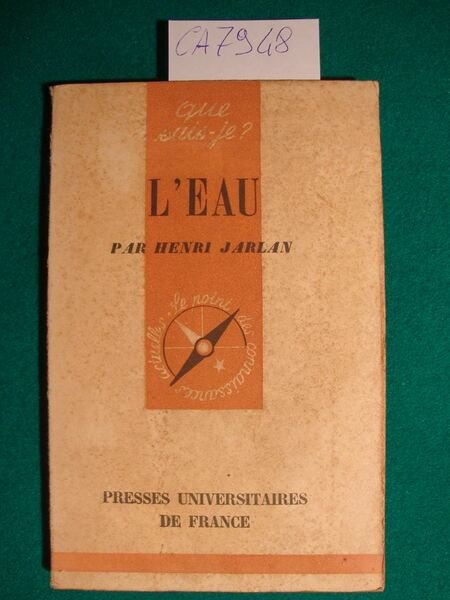 CA7948
que
sais-je?
L'EAU
PAR HENRI JARLAN
Le point des connaissances actuelles
PRESSES UNIVERSITAIRES
DE FRANCE